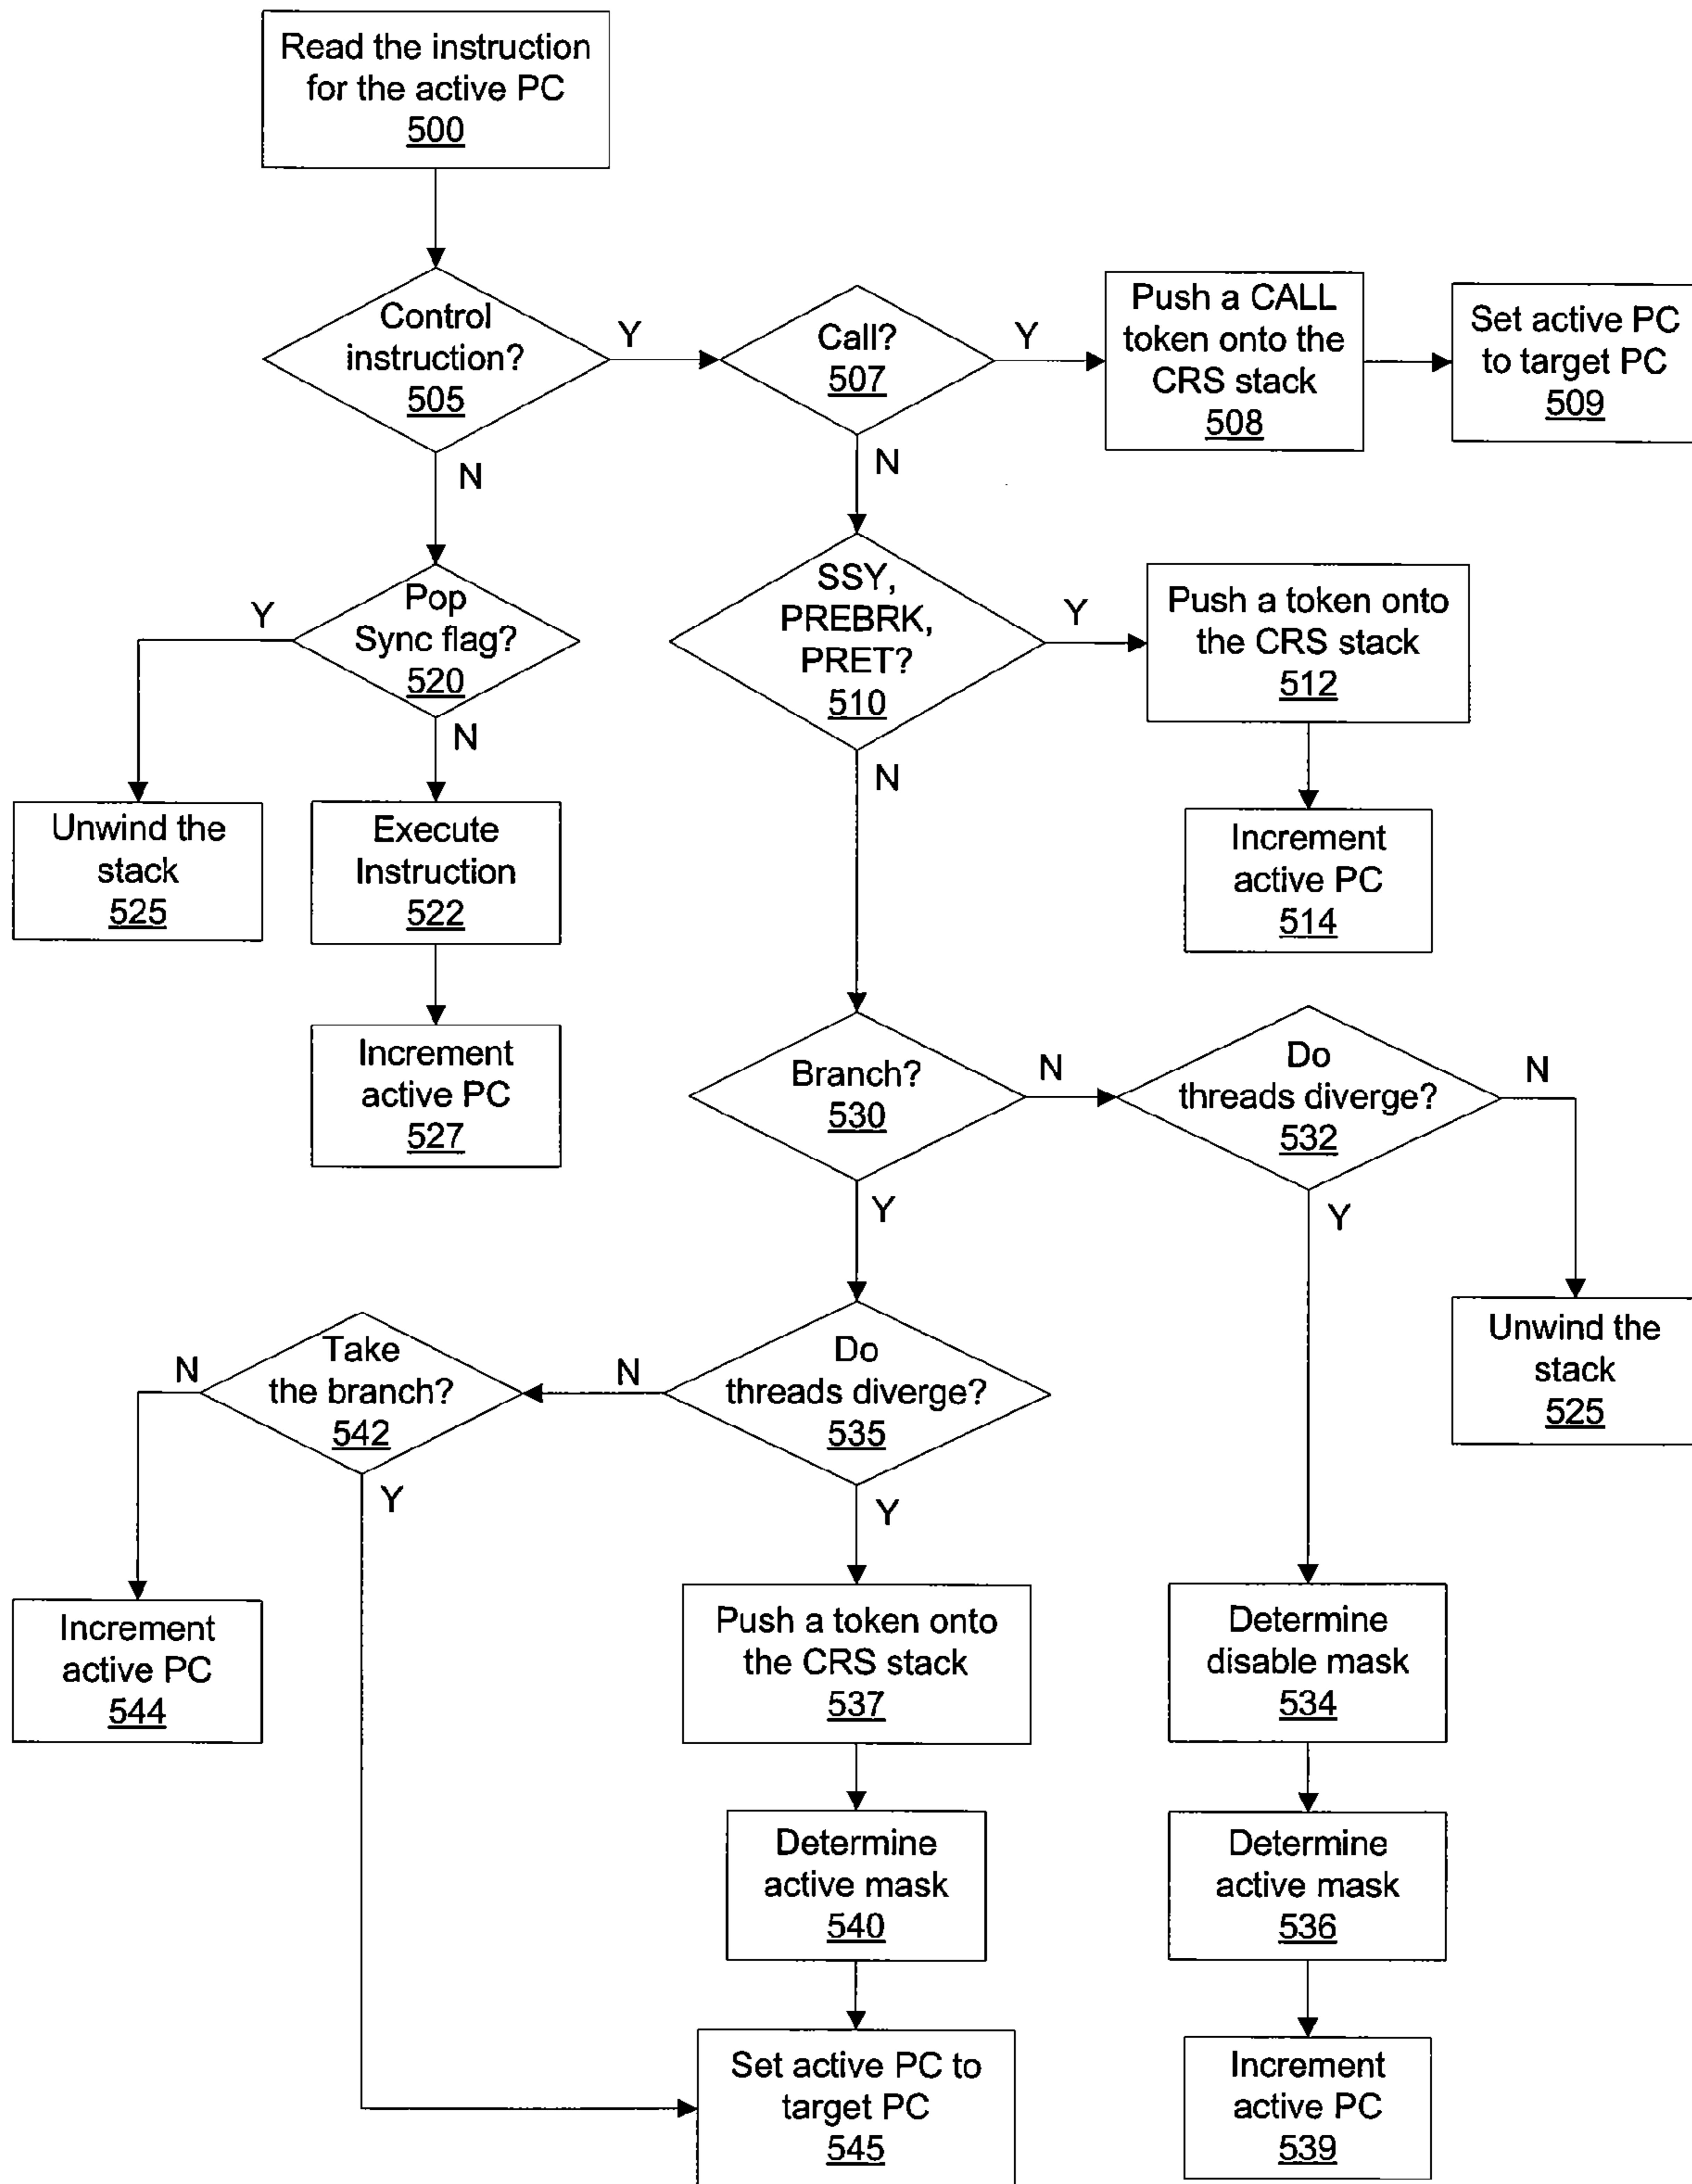 Read the instruction
for the active PC
500
Control
instruction?
505
Y
Call?
507
Y
Push a CALL
token onto the
CRS stack
508
Set active PC
to target PC
509
N
N
Pop
Sync flag?
520
Y
N
SSY,
PREBRK,
PRET?
510
Y
Push a token onto
the CRS stack
512
N
Unwind the
stack
525
Execute
Instruction
522
Increment
active PC
514
Increment
active PC
527
Branch?
530
N
Do
threads diverge?
532
N
Y
Y
Unwind the
stack
525
Take
the branch?
542
N
N
Do
threads diverge?
535
Y
Y
Increment
active PC
544
Push a token onto
the CRS stack
537
Determine
disable mask
534
Determine
active mask
540
Determine
active mask
536
Set active PC to
target PC
545
Increment
active PC
539